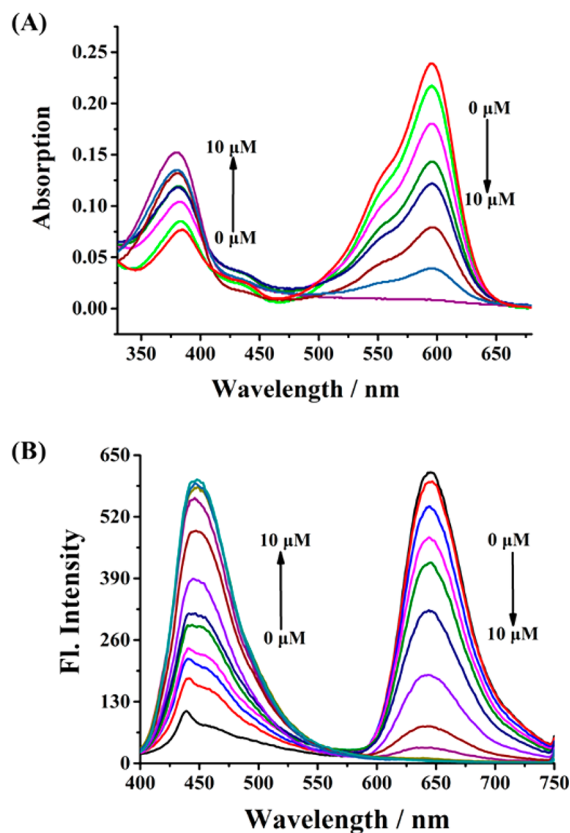 (A)
0.25
0.20
0.15
0.10
0.05
0.00
Absorption
10 µM
0 µM
0 µM
10 µM
350 400 450 500 550 600 650
Wavelength / nm
(B)
650
520
390
260
130
0
Fl. Intensity
10 µM
0 µM
0 µM
10 µM
400 450 500 550 600 650 700 750
Wavelength / nm